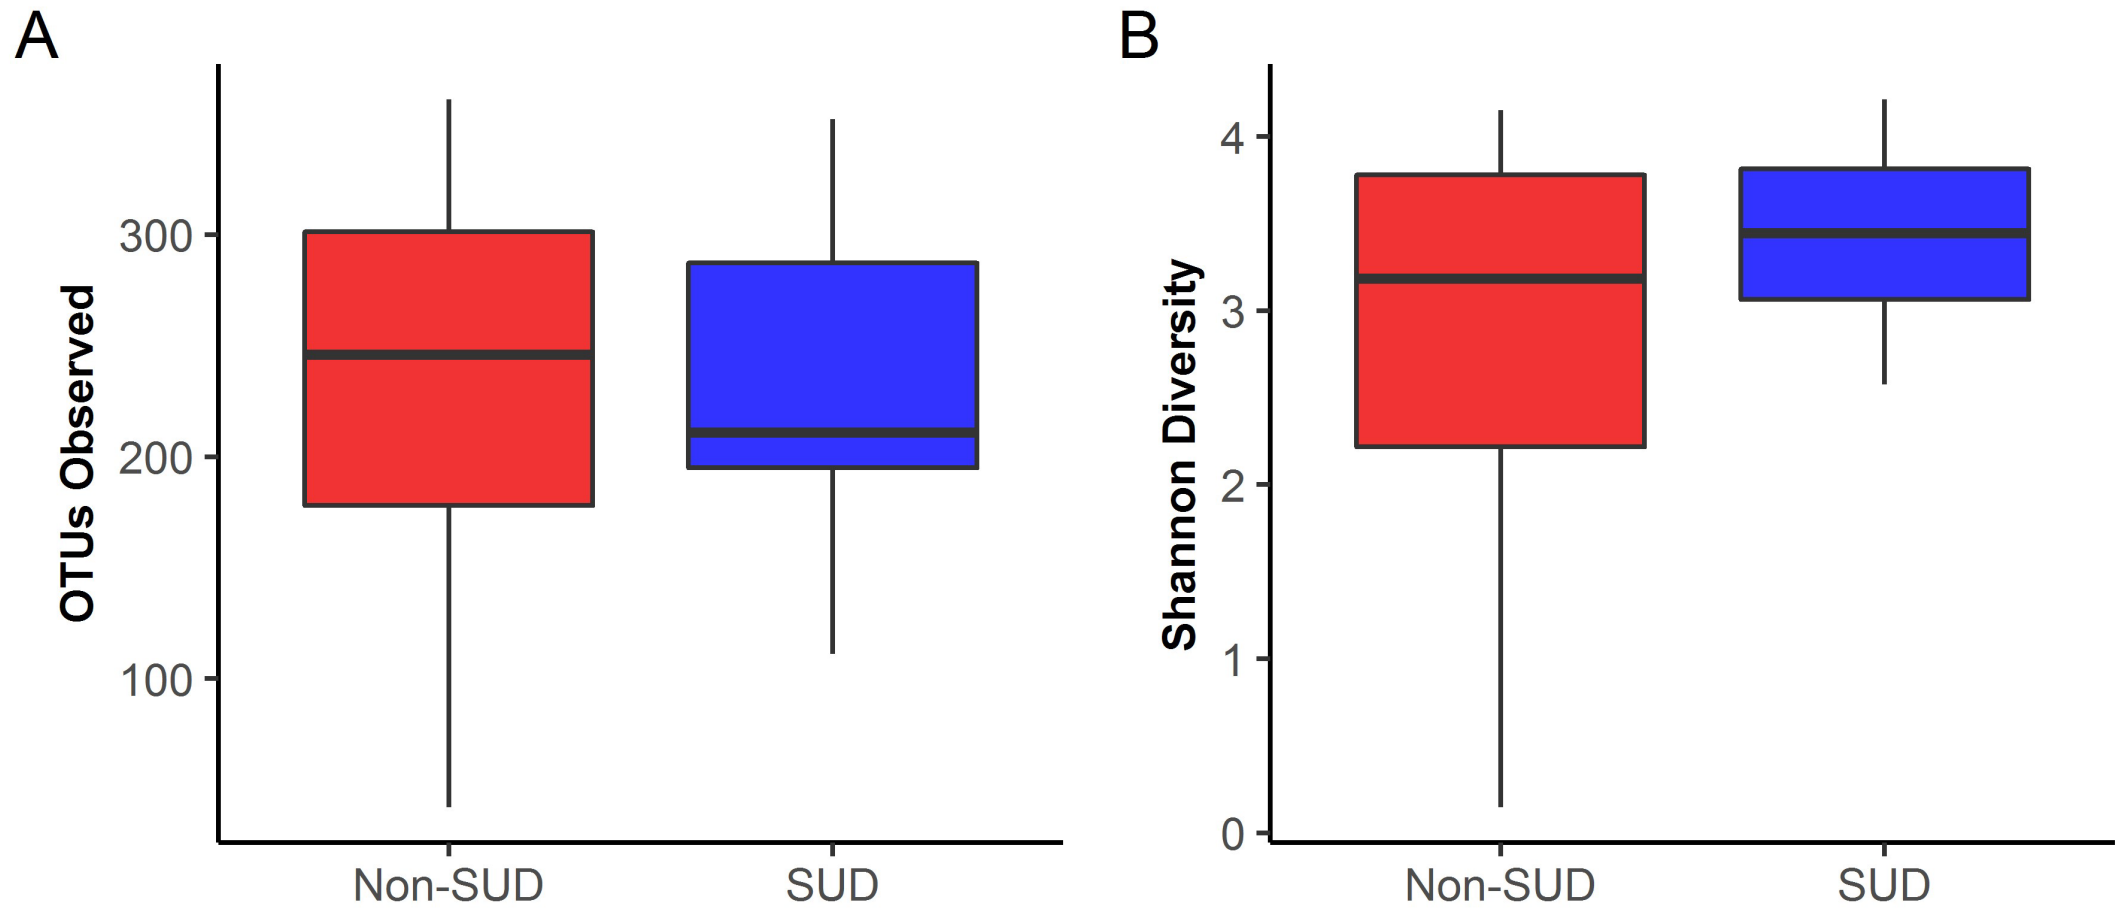 A
OTUs Observed
300
200
100
Non-SUD
SUD
B
Shannon Diversity
4
3
2
1
0
Non-SUD
SUD